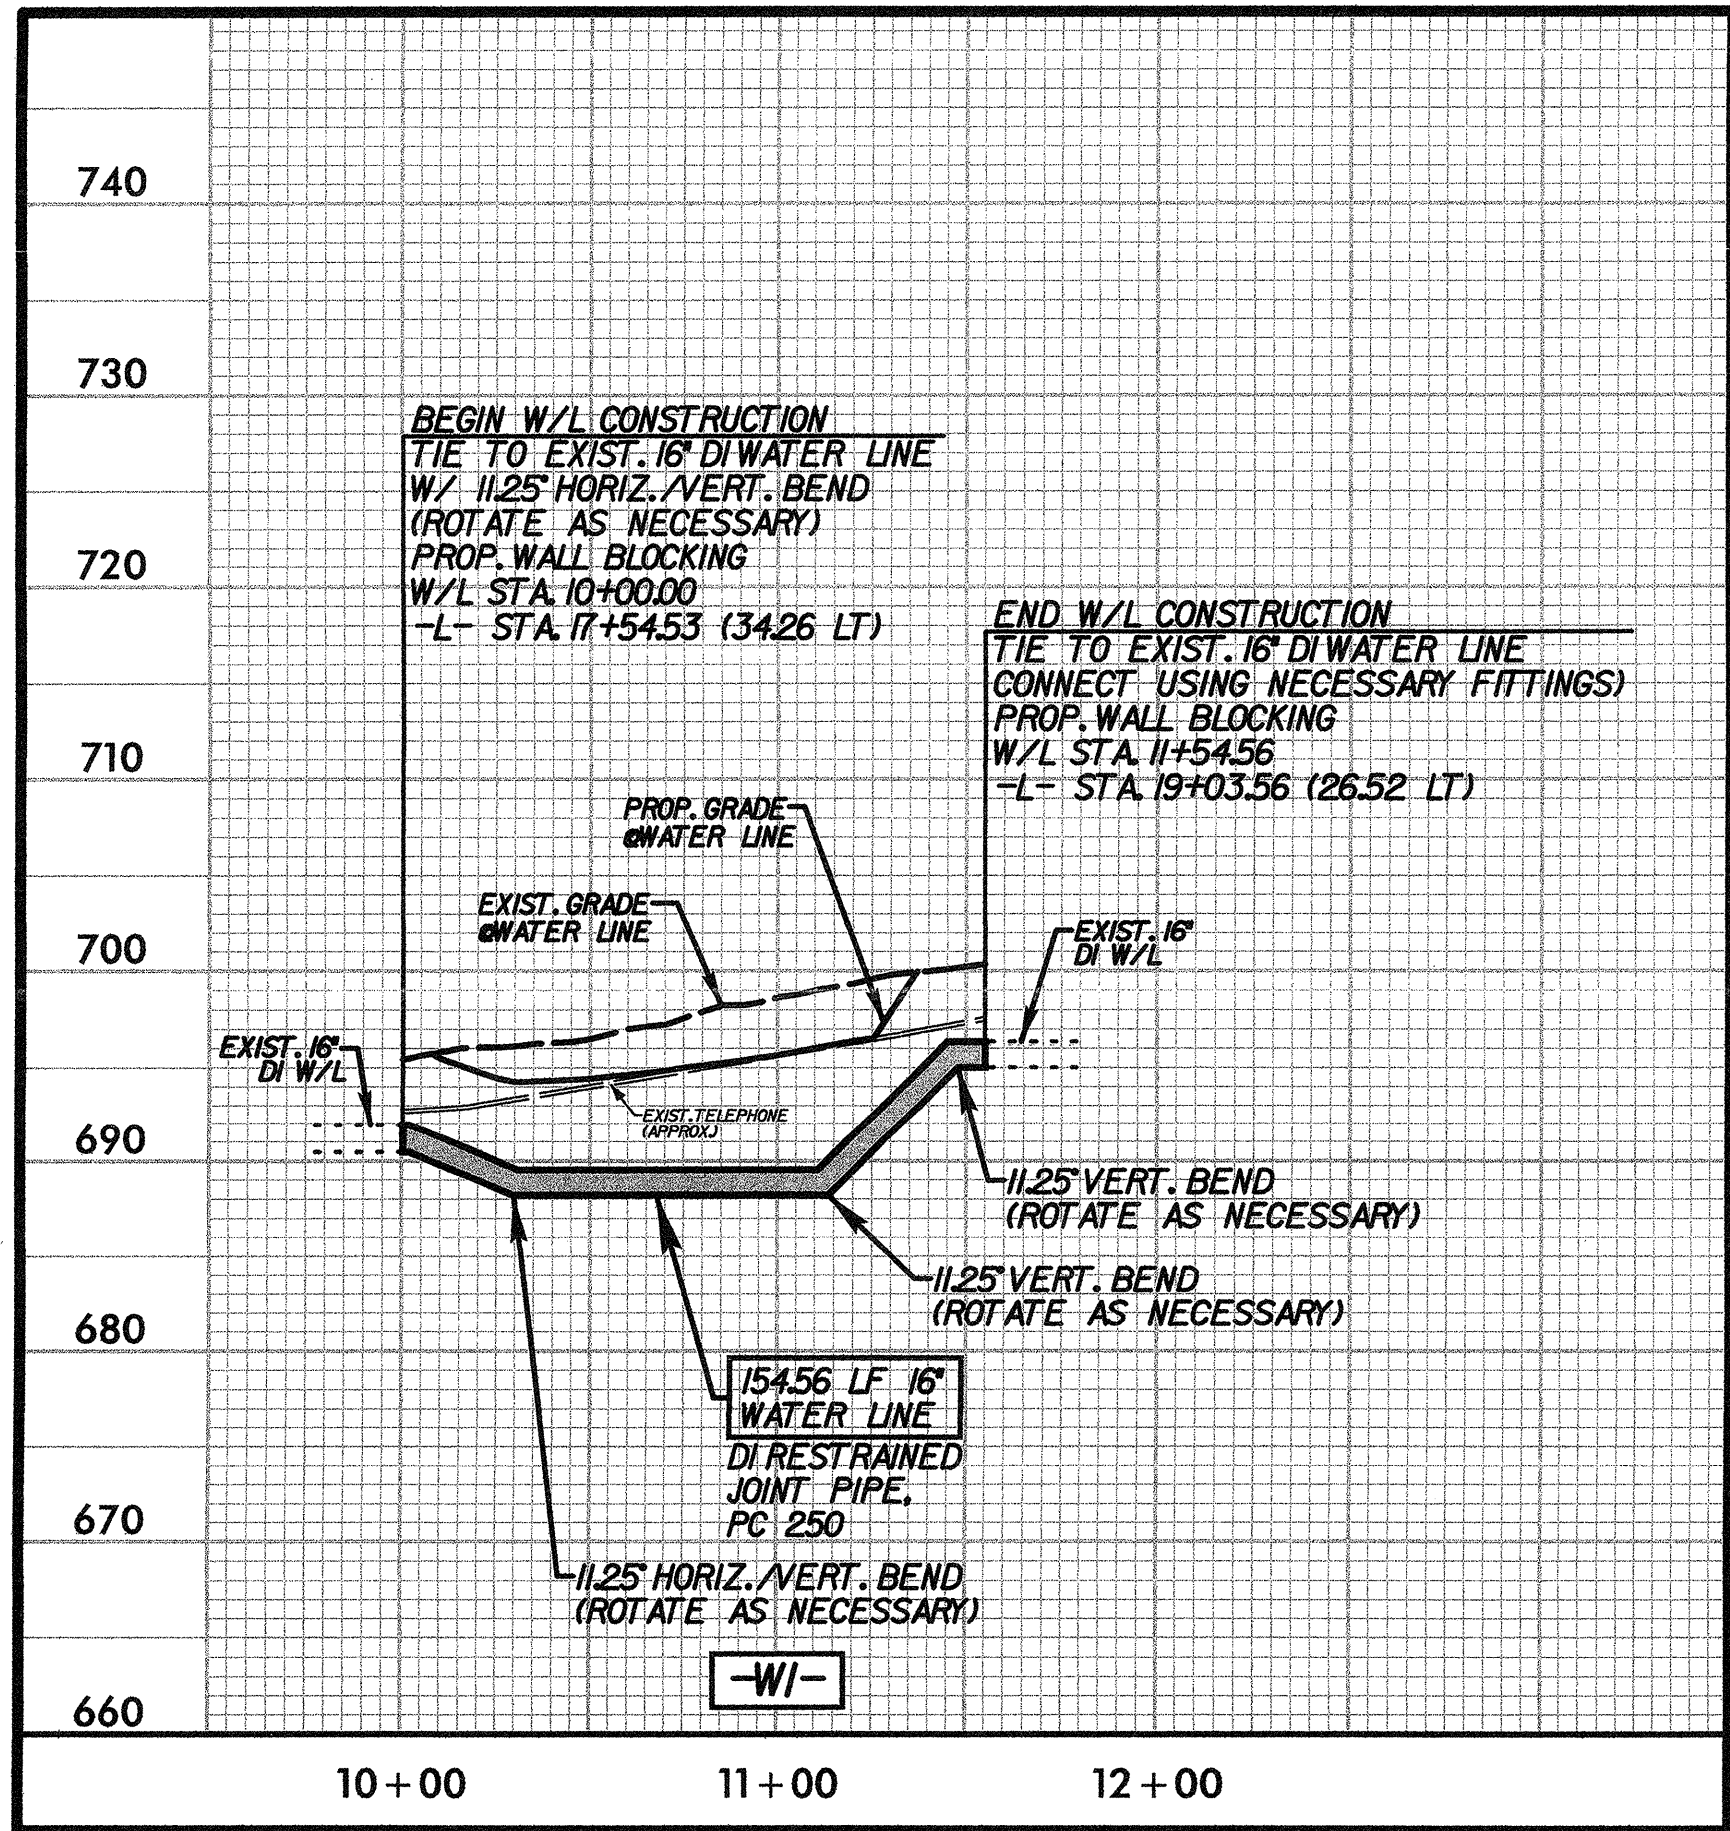 740
730
720
710
700
690
680
670
660
BEGIN W/L CONSTRUCTION
TIE TO EXIST. 16" DI WATER LINE
W/ 11.25° HORIZ./VERT. BEND
(ROTATE AS NECESSARY)
PROP. WALL BLOCKING
W/L STA. 10+00.00
-L- STA. 17+54.53 (34.26 LT)
END W/L CONSTRUCTION
TIE TO EXIST. 16" DI WATER LINE
CONNECT USING NECESSARY FITTINGS)
PROP. WALL BLOCKING
W/L STA. 11+54.56
-L- STA. 19+03.56 (26.52 LT)
PROP. GRADE
@WATER LINE
EXIST. GRADE
@WATER LINE
EXIST. 16"
DI W/L
EXIST. 16"
DI W/L
EXIST. TELEPHONE
(APPROX.)
11.25° VERT. BEND
(ROTATE AS NECESSARY)
11.25° VERT. BEND
(ROTATE AS NECESSARY)
154.56 LF 16"
WATER LINE
DI RESTRAINED
JOINT PIPE,
PC 250
11.25° HORIZ./VERT. BEND
(ROTATE AS NECESSARY)
-W1-
10+00
11+00
12+00